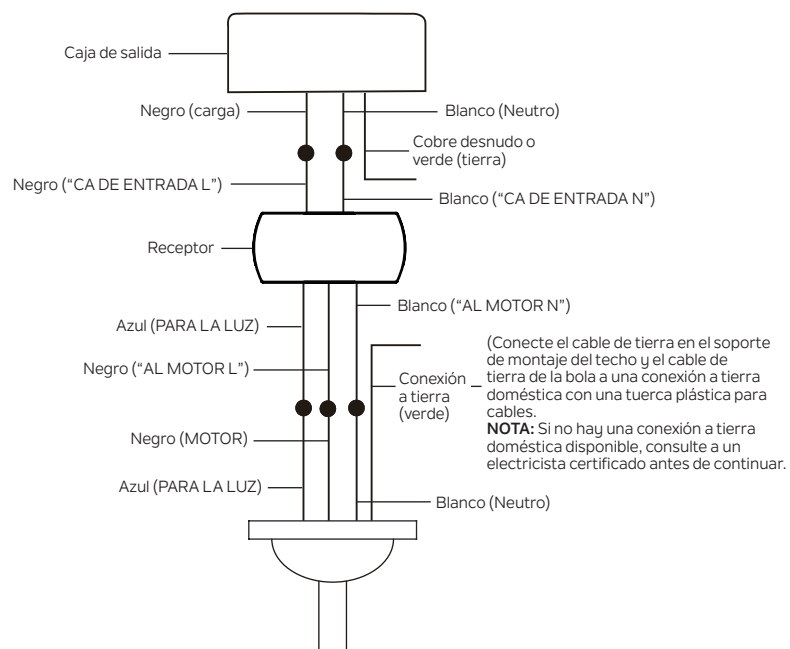 Caja de salida
Negro (carga)
Blanco (Neutro)
Cobre desnudo o
verde (tierra)
Negro (“CA DE ENTRADA L”)
Blanco (“CA DE ENTRADA N”)
Receptor
Blanco (“AL MOTOR N”)
Azul (PARA LA LUZ)
Negro (“AL MOTOR L”)
Conexión
a tierra
(verde)
(Conecte el cable de tierra en el soporte
de montaje del techo y el cable de
tierra de la bola a una conexión a tierra
doméstica con una tuerca plástica para
cables.
NOTA: Si no hay una conexión a tierra
doméstica disponible, consulte a un
electricista certificado antes de continuar.
Negro (MOTOR)
Azul (PARA LA LUZ)
Blanco (Neutro)